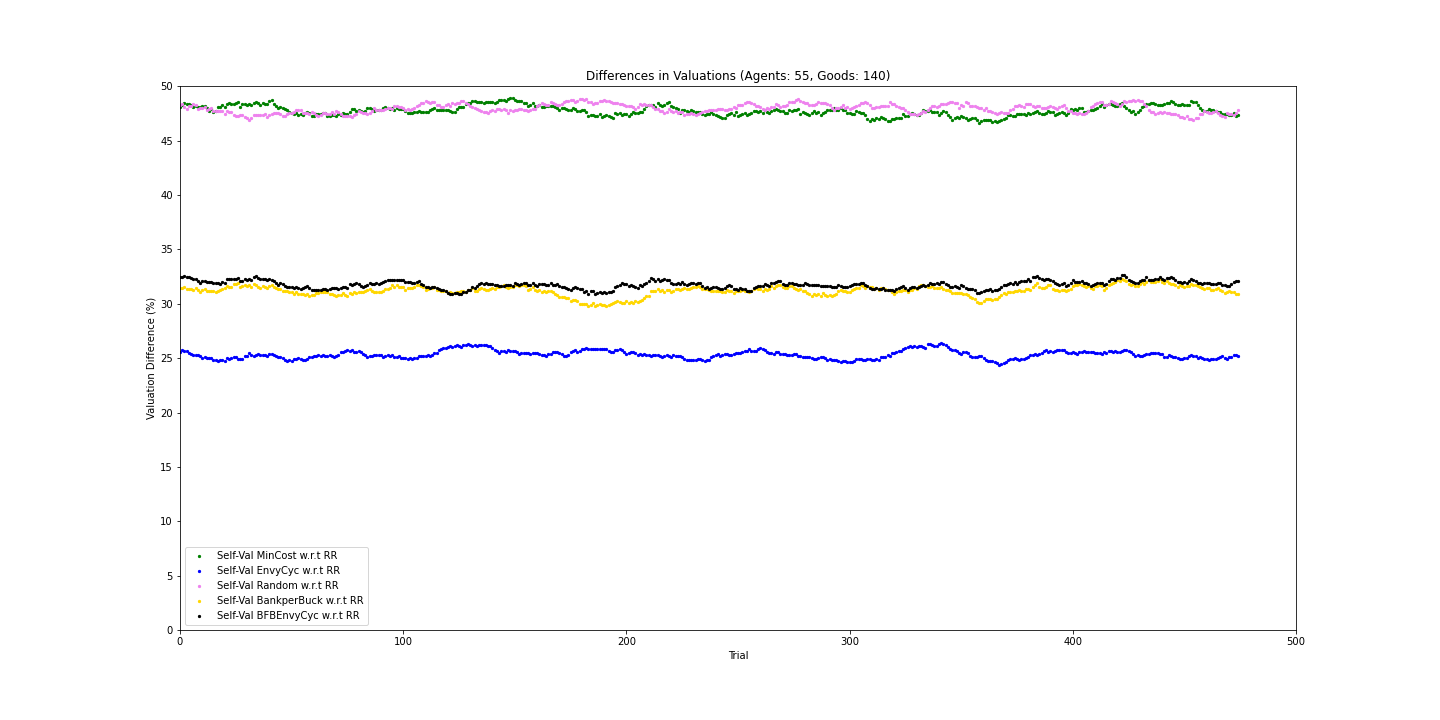 Differences in Valuations (Agents: 55, Goods: 140)
50
45
40
35
30
25
20
15
10
5
0
Valuation Difference (%)
Self-Val MinCost w.r.t RR
Self-Val EnvyCyc w.r.t RR
Self-Val Random w.r.t RR
Self-Val BankperBuck w.r.t RR
Self-Val BFBEnvyCyc w.r.t RR
0 100 200 300 400 500
Trial